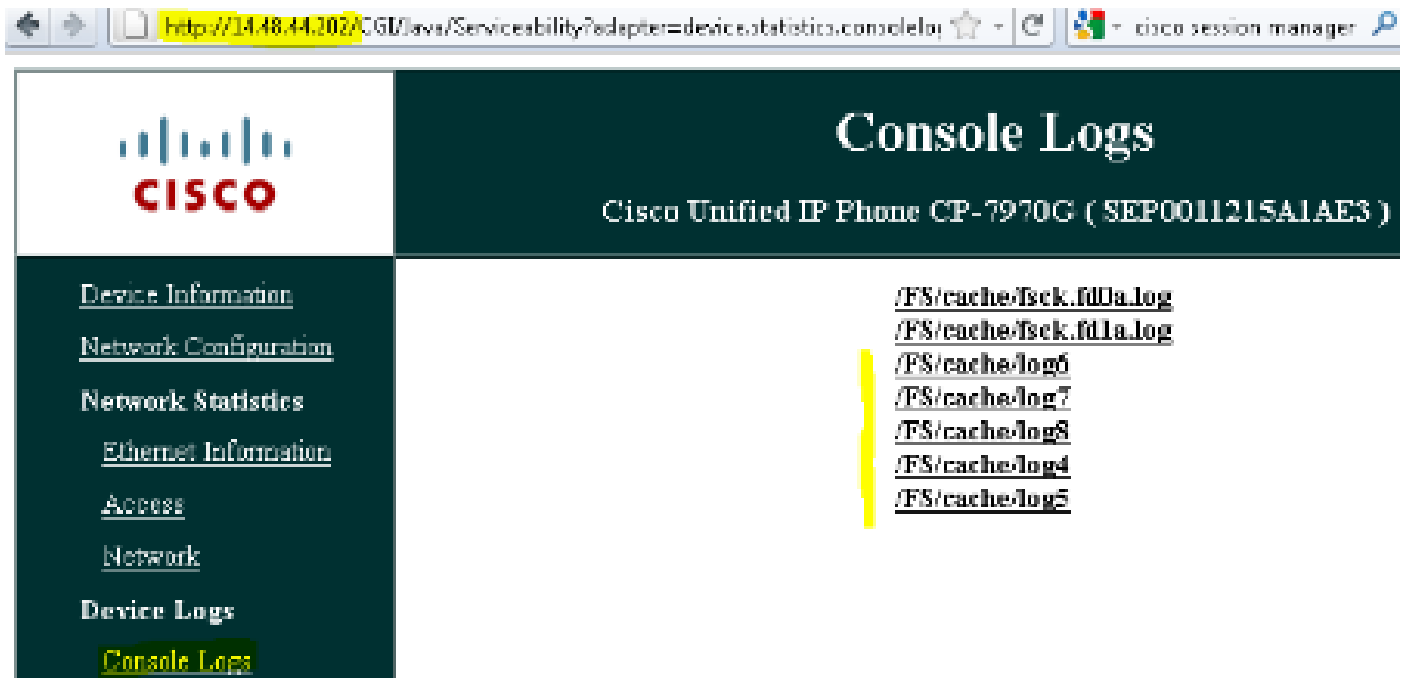 http://14.48.44.202/CGI/Java/Serviceability?adapter=device.statistics.consolelog
cisco session manager
CISCO
Console Logs
Cisco Unified IP Phone CP-7970G ( SEP0011215A1AE3 )
Device Information
Network Configuration
Network Statistics
Ethernet Information
Access
Network
Device Logs
Console Logs
/FS/cache/fsck.fd0a.log
/FS/cache/fsck.fd1a.log
/FS/cache/log6
/FS/cache/log7
/FS/cache/log8
/FS/cache/log4
/FS/cache/log5